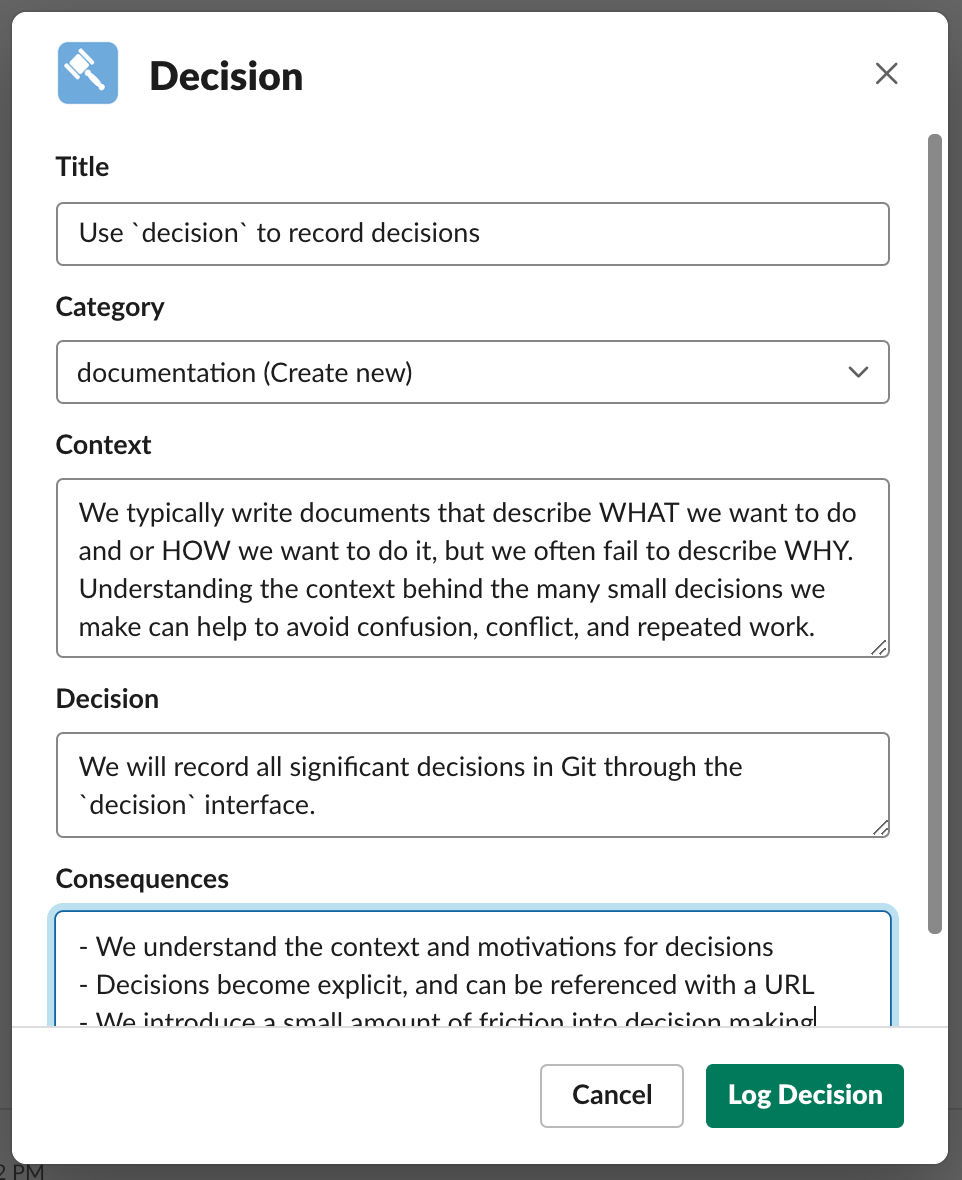 Decision
Title
Use `decision` to record decisions
Category
documentation (Create new)
Context
We typically write documents that describe WHAT we want to do
and or HOW we want to do it, but we often fail to describe WHY.
Understanding the context behind the many small decisions we
make can help to avoid confusion, conflict, and repeated work.
Decision
We will record all significant decisions in Git through the
`decision` interface.
Consequences
- We understand the context and motivations for decisions
- Decisions become explicit, and can be referenced with a URL
- We introduce a small amount of friction into decision making
Cancel
Log Decision
2 PM